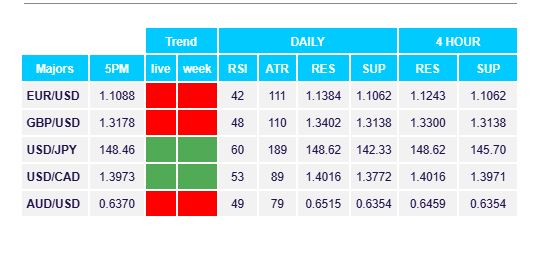 Trend DAILY 4 HOUR
Majors 5PM live week RSI ATR RES SUP RES SUP
EUR/USD 1.1088 42 111 1.1384 1.1062 1.1243 1.1062
GBP/USD 1.3178 48 110 1.3402 1.3138 1.3300 1.3138
USD/JPY 148.46 60 189 148.62 142.33 148.62 145.70
USD/CAD 1.3973 53 89 1.4016 1.3772 1.4016 1.3971
AUD/USD 0.6370 49 79 0.6515 0.6354 0.6459 0.6354